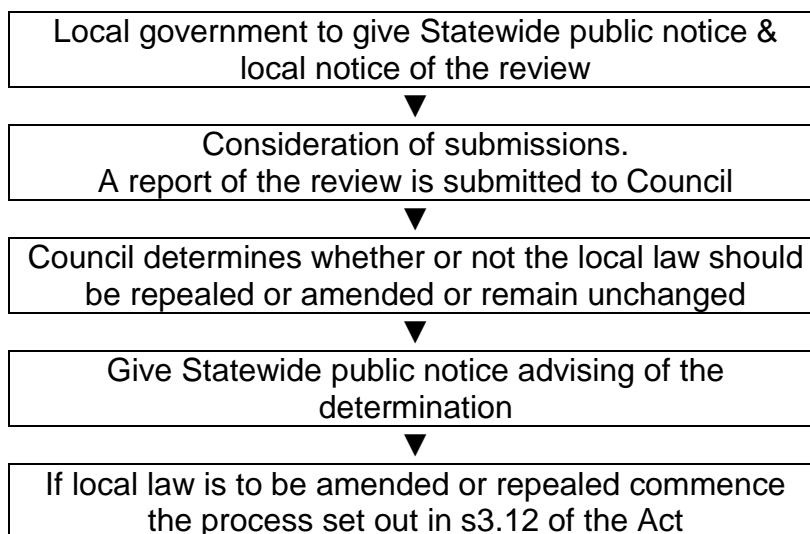 Local government to give Statewide public notice &
local notice of the review
Consideration of submissions.
A report of the review is submitted to Council
Council determines whether or not the local law should
be repealed or amended or remain unchanged
Give Statewide public notice advising of the
determination
If local law is to be amended or repealed commence
the process set out in s3.12 of the Act